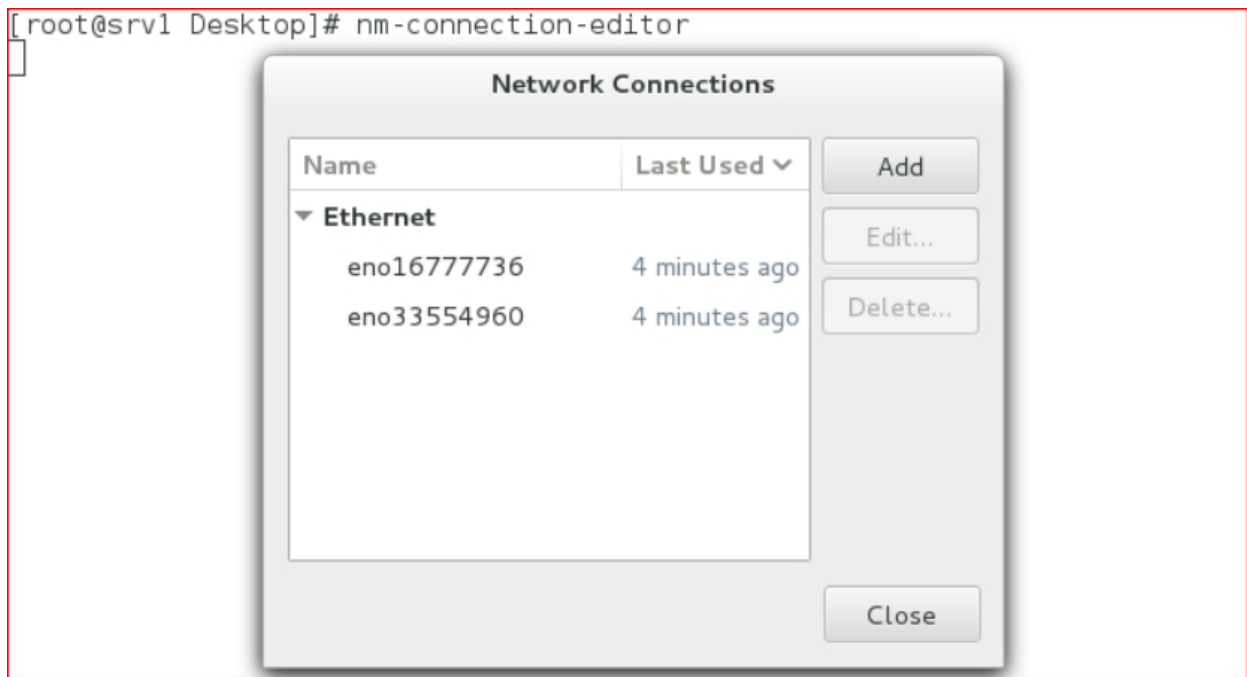 [root@srv1 Desktop]# nm-connection-editor
Network Connections
Name Last Used
Add
Ethernet
Edit...
eno16777736 4 minutes ago
Delete...
eno33554960 4 minutes ago
Close